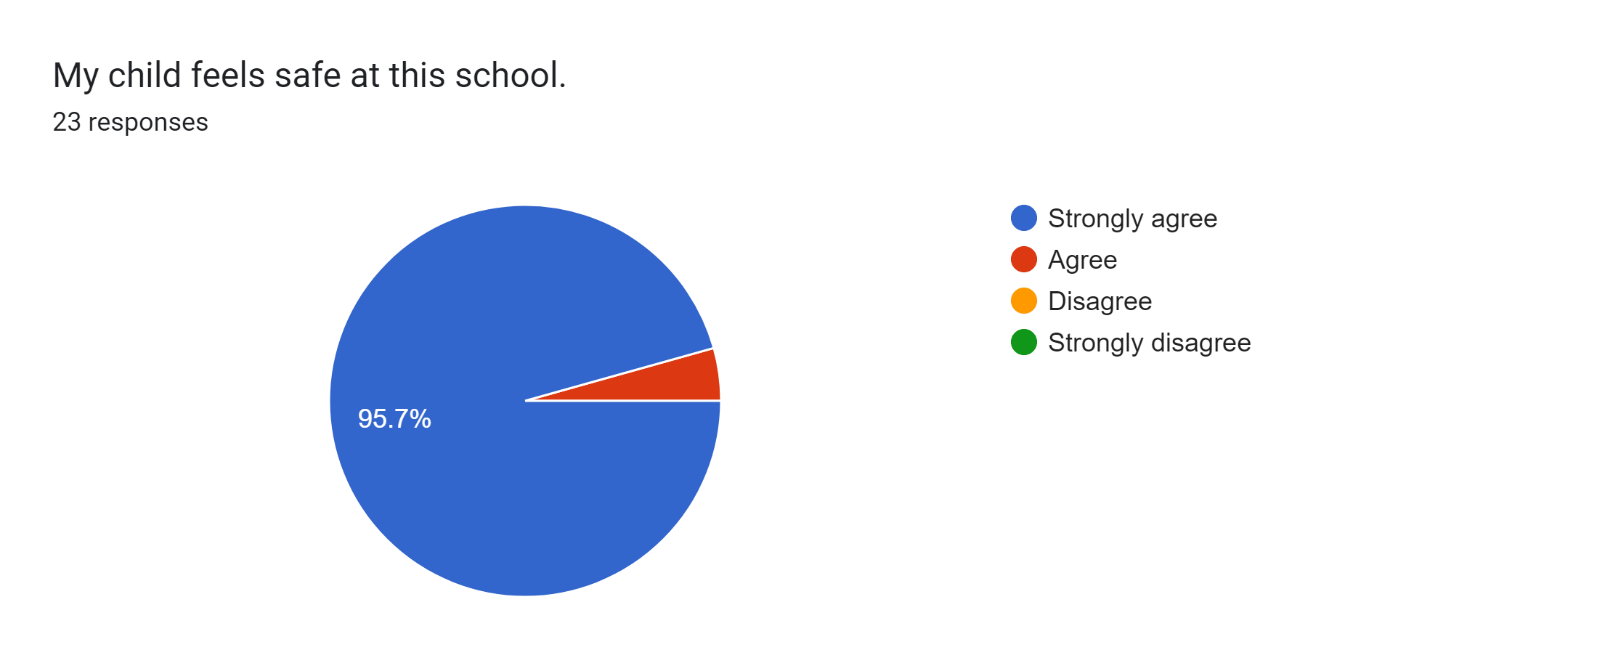 My child feels safe at this school.
23 responses
95.7%
Strongly agree
Agree
Disagree
Strongly disagree